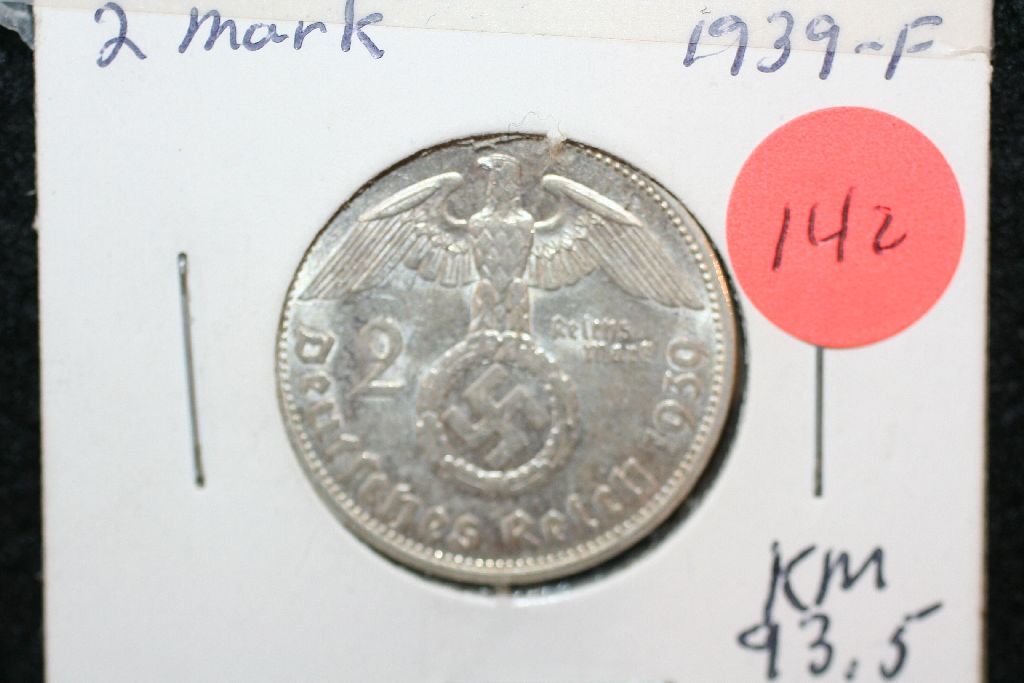 2 mark 1939-F
142
2 Reichs
mark
Deutsches Reich 1939
KM
93.5